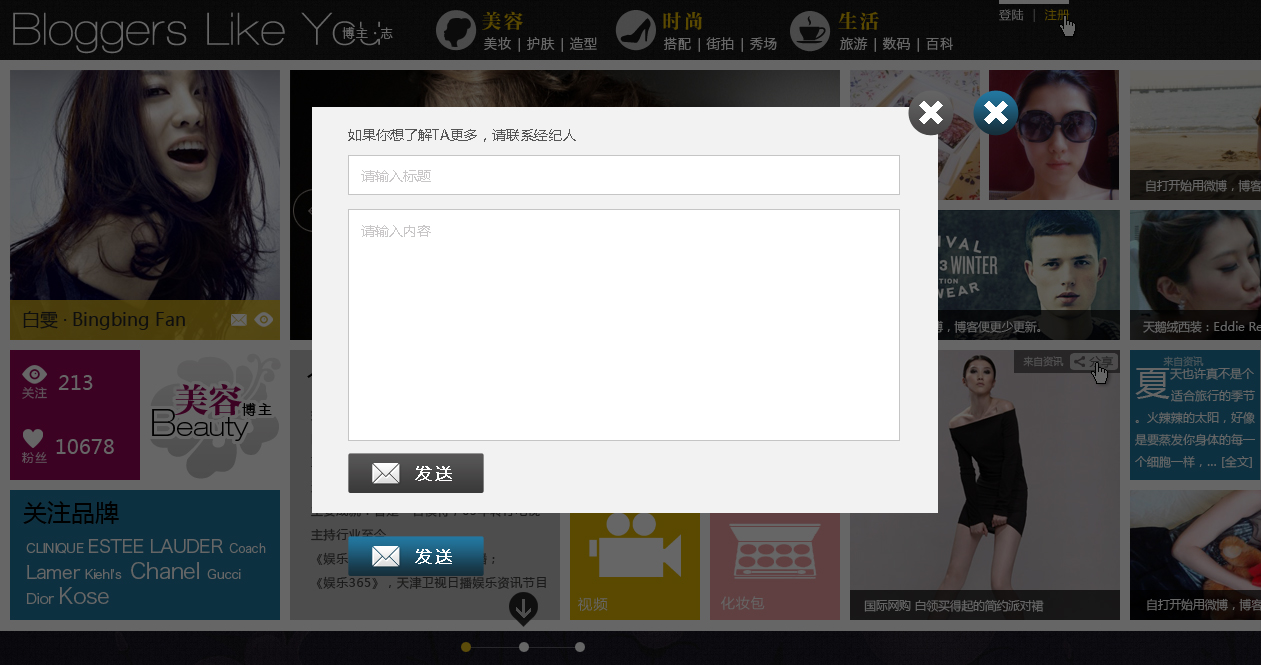 Bloggers Like You 博主·志
美容
美妆 | 护肤 | 造型
时尚
搭配 | 街拍 | 秀场
生活
旅游 | 数码 | 百科
登陆 | 注册
如果你想了解TA更多，请联系经纪人
请输入标题
请输入内容
发送
发送
白雯 · Bingbing Fan
213
关注
10678
粉丝
美容 博主
Beauty
关注品牌
CLINIQUE ESTEE LAUDER Coach
Lamer Kiehl's Chanel Gucci
Dior Kose
主持行业至今
《娱乐
《娱乐365》，天津卫视日播娱乐资讯节目
视频
化妆包
自打开始用微博，博客
WINTER
博，博客便更少更新。
天鹅绒西装：Eddie Re
来自资讯 分享
国际网购 白领买得起的简约派对裙
来自资讯
夏天也许真不是个
适合旅行的季节
。火辣辣的太阳，好像
是要蒸发你身体的每一
个细胞一样，... [全文]
自打开始用微博，博客